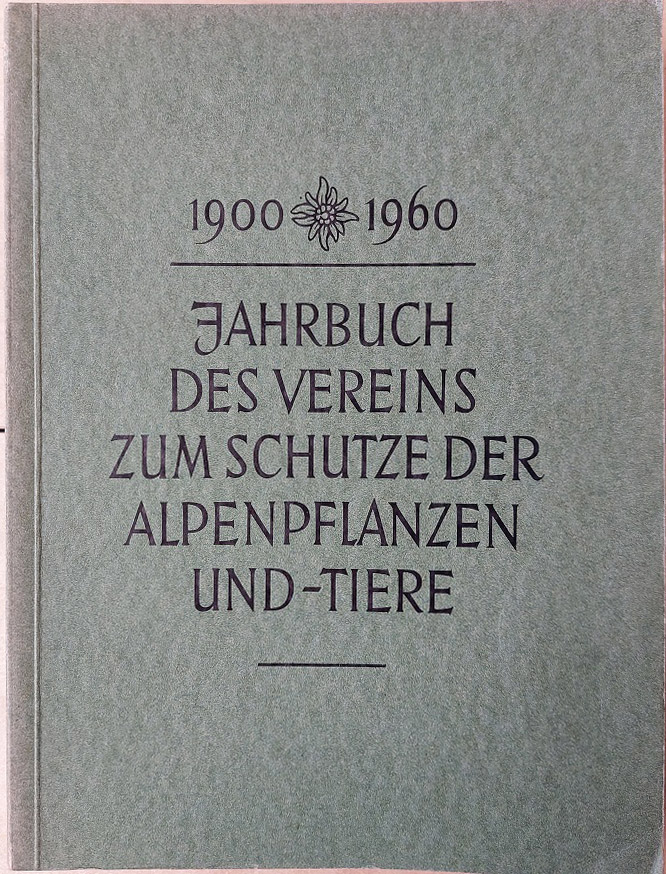 1900 1960
JAHRBUCH
DES VEREINS
ZUM SCHUTZE DER
ALPENPFLANZEN
UND-TIERE